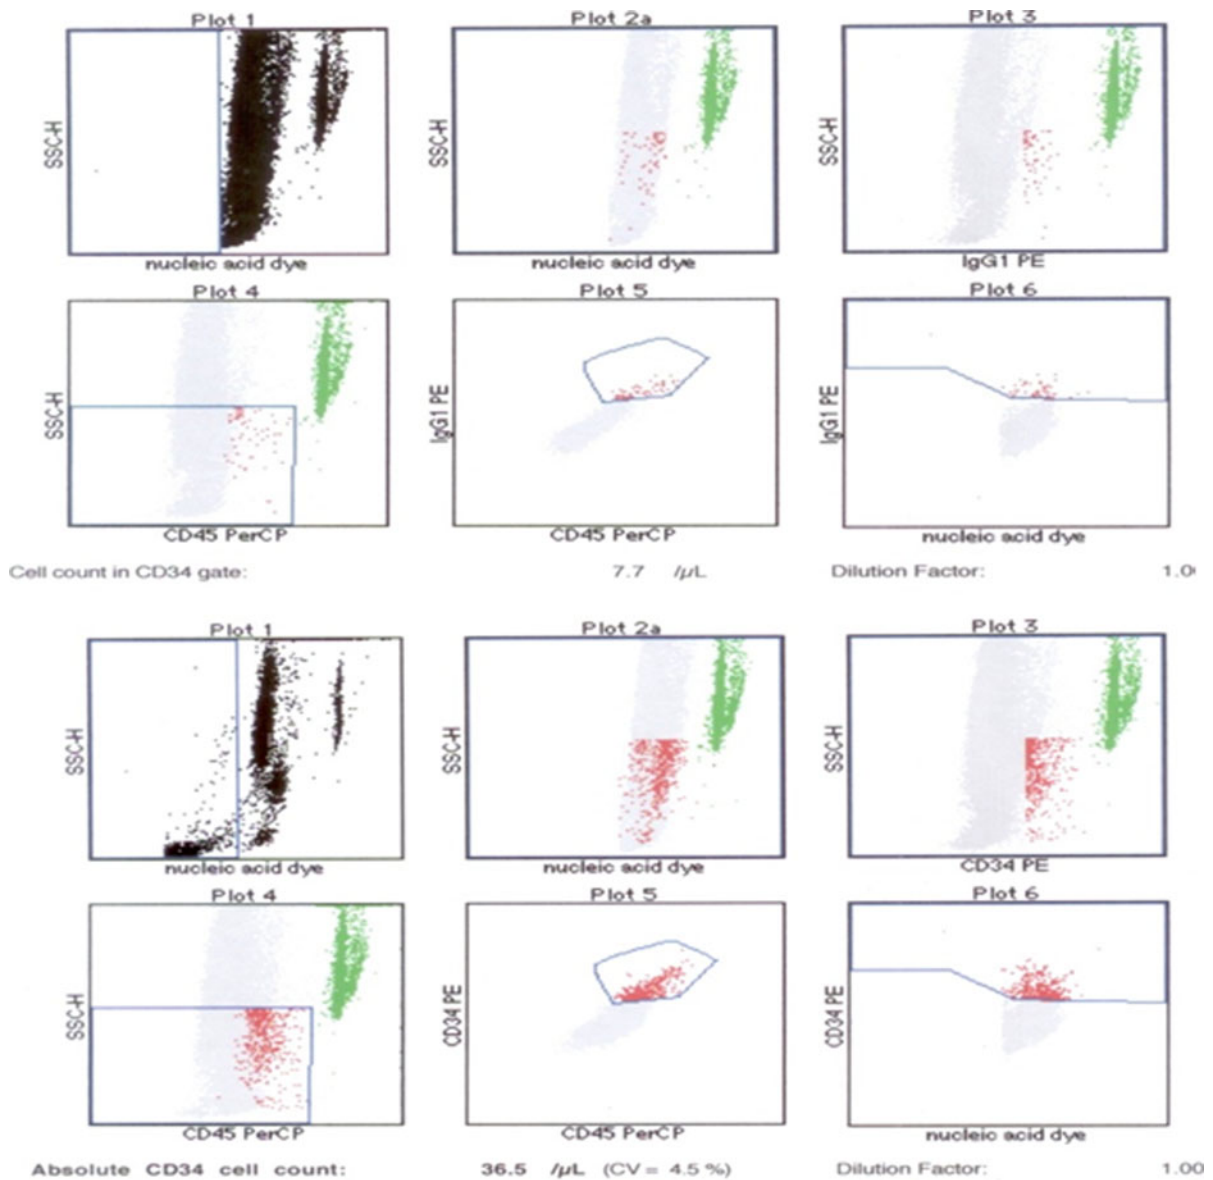 Plot 1
Plot 2a
Plot 3
SSC-H
SSC-H
SSC-H
nucleic acid dye
nucleic acid dye
IgG1 PE
Plot 4
Plot 5
Plot 6
SSC-H
IgG1 PE
IgG1 PE
CD45 PerCP
CD45 PerCP
nucleic acid dye
Cell count in CD34 gate: 7.7 /µL Dilution Factor: 1.0
Plot 1
Plot 2a
Plot 3
SSC-H
SSC-H
SSC-H
nucleic acid dye
nucleic acid dye
CD34 PE
Plot 4
Plot 5
Plot 6
SSC-H
CD34 PE
CD34 PE
CD45 PerCP
CD45 PerCP
nucleic acid dye
Absolute CD34 cell count: 36.5 /µL (CV = 4.5 %) Dilution Factor: 1.00